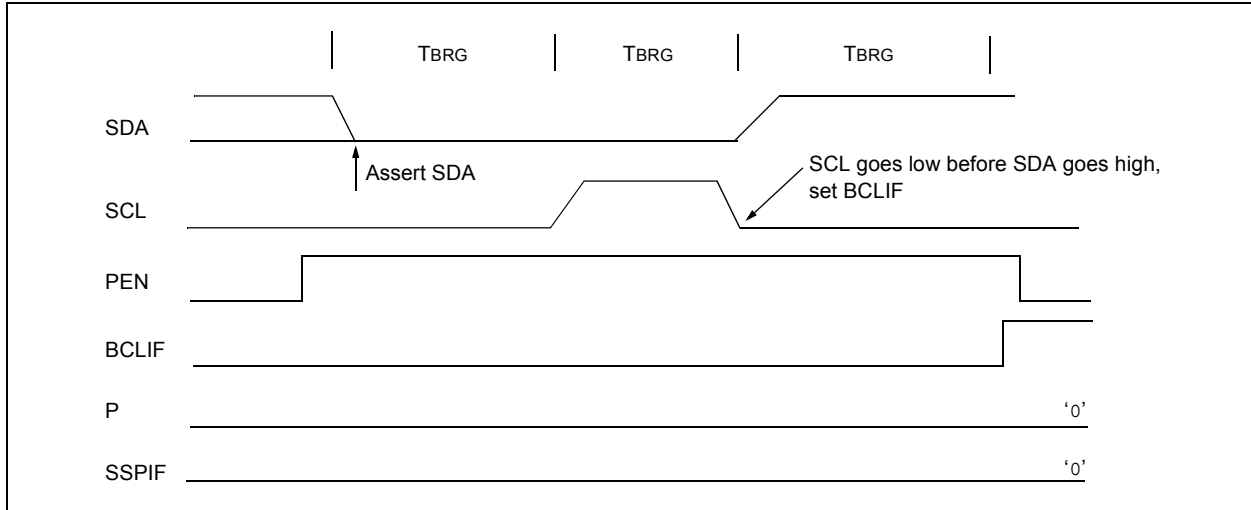 TBRG TBRG TBRG
SDA
Assert SDA
SCL goes low before SDA goes high,
set BCLIF
SCL
PEN
BCLIF
P
‘0’
SSPIF
‘0’